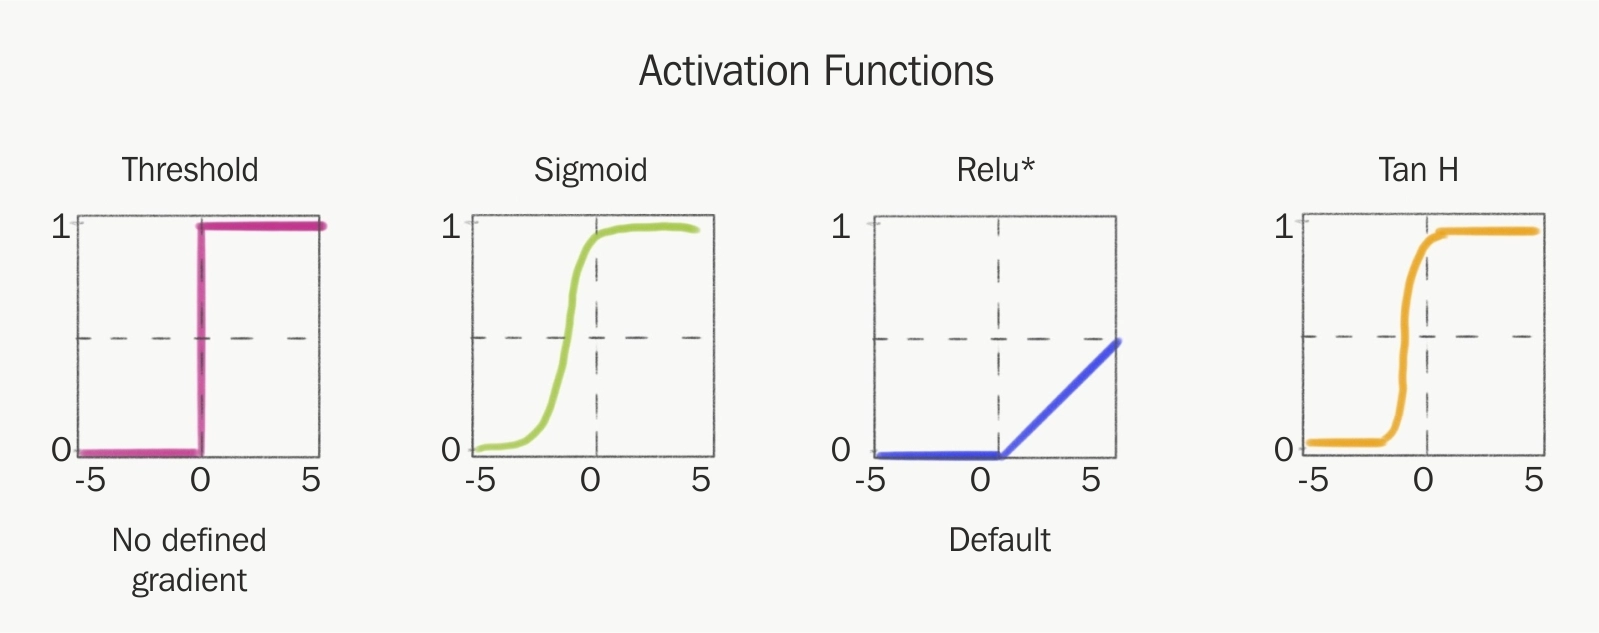 Activation Functions
Threshold
1
0
-5 0 5
No defined
gradient
Sigmoid
1
0
-5 0 5
Relu*
1
0
-5 0 5
Default
Tan H
1
0
-5 0 5